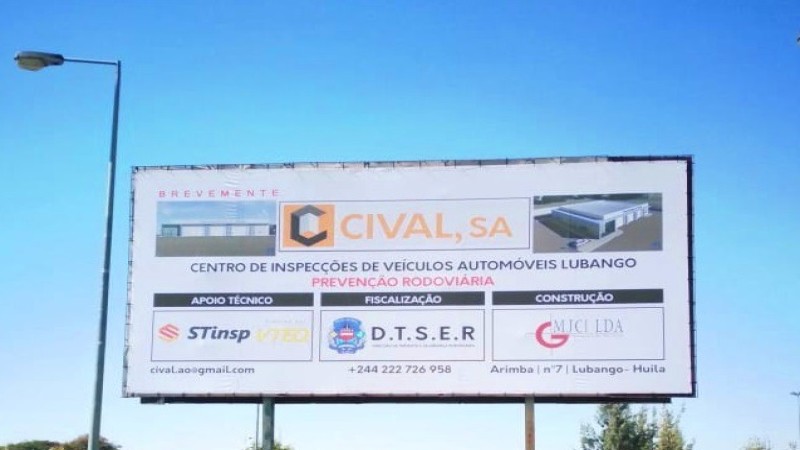 BREVEMENTE
CIVAL, SA
CENTRO DE INSPECÇÕES DE VEÍCULOS AUTOMÓVEIS LUBANGO
PREVENÇÃO RODOVIÁRIA
APOIO TÉCNICO
STinsp VTEQ
FISCALIZAÇÃO
D.T.S.E.R
CONSTRUÇÃO
MJCI LDA
cival.ao@gmail.com
+244 222 726 958
Arimba | nº7 | Lubango - Huila